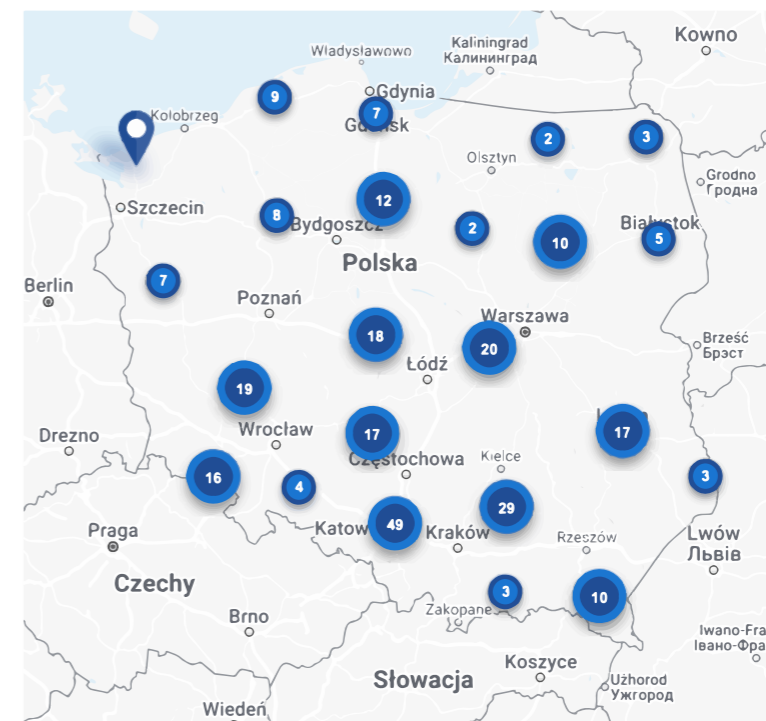 Kowno
Władysławowo
Kaliningrad
Калининград
9
Gdynia
Kołobrzeg
7
Gdańsk
2
3
Olsztyn
Grodno
Гродна
Szczecin
12
8
Bydgoszcz
2
Białystok
5
10
Polska
Berlin
7
Poznań
Warszawa
18
20
Brześć
Брэст
Łódź
19
Drezno
Wrocław
17
17
Częstochowa
Kielce
16
4
3
29
Katow
49
Kraków
Rzeszów
Lwów
Львів
Praga
Czechy
3
10
Zakopane
Brno
Iwano-Fra
Івано-Фра
Koszyce
Słowacja
Użhorod
Ужгород
Wiedeń